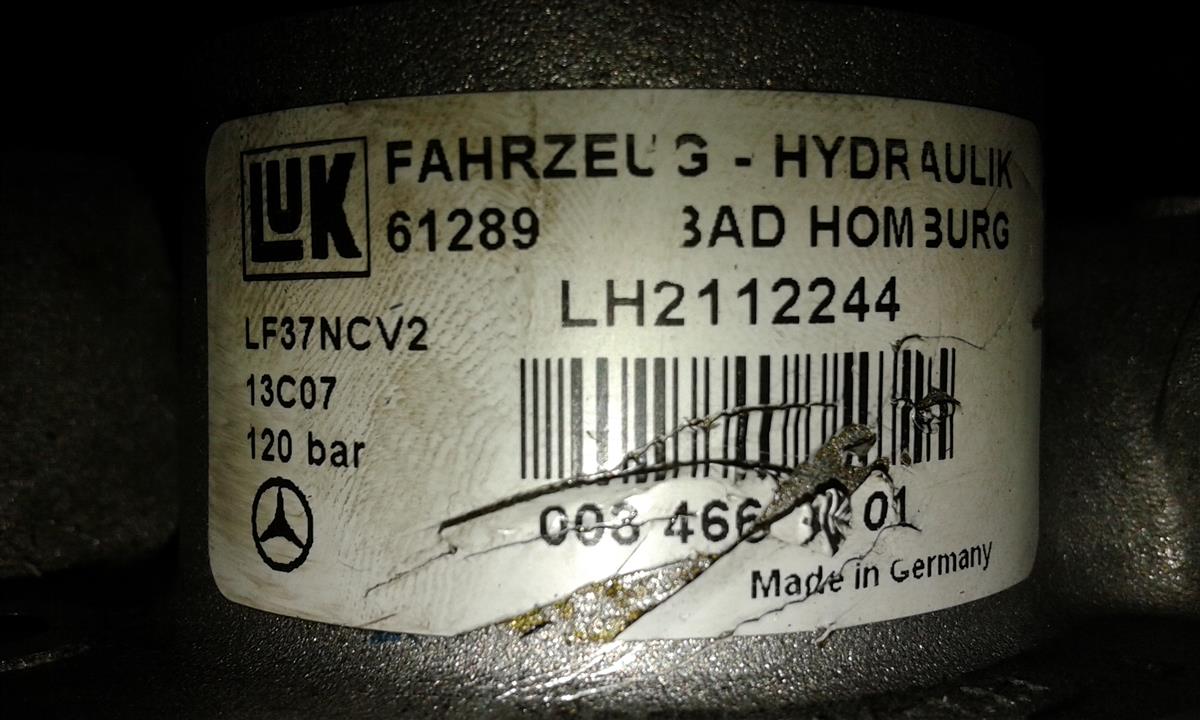 LUK
FAHRZEUG - HYDRAULIK
61289 BAD HOMBURG
LH2112244
LF37NCV2
13C07
120 bar
003 466 01
Made in Germany